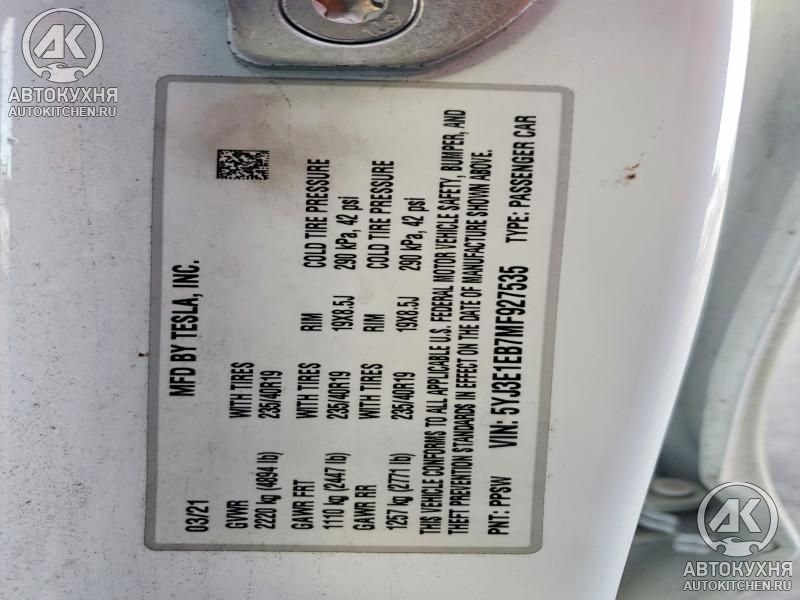 АК
АВТОКУХНЯ
AUTOKITCHEN.RU
MFD BY TESLA, INC.
03/21
GVWR WITH TIRES RIM COLD TIRE PRESSURE
2220 kg (4894 lb) 235/40R19 19X8.5J 290 kPa, 42 psi
GAWR FRT WITH TIRES RIM COLD TIRE PRESSURE
1110 kg (2447 lb) 235/40R19 19X8.5J 290 kPa, 42 psi
GAWR RR
1257 kg (2771 lb) 235/40R19
THIS VEHICLE CONFORMS TO ALL APPLICABLE U.S. FEDERAL MOTOR VEHICLE SAFETY, BUMPER, AND
THEFT PREVENTION STANDARDS IN EFFECT ON THE DATE OF MANUFACTURE SHOWN ABOVE.
PNT: PPSW VIN: 5YJ3E1EB7MF927535 TYPE: PASSENGER CAR
АК
АВТОКУХНЯ
AUTOKITCHEN.RU